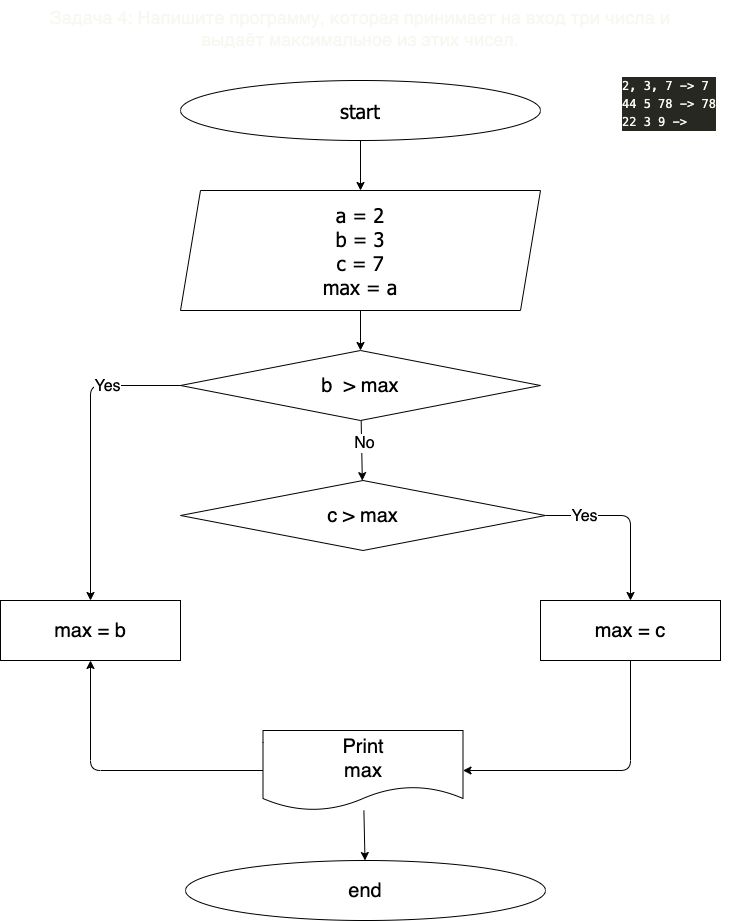 Задача 4: Напишите программу, которая принимает на вход три числа и
выдаёт максимальное из этих чисел.
2, 3, 7 -> 7
44 5 78 -> 78
22 3 9 ->
start
a = 2
b = 3
c = 7
max = a
b > max
Yes
No
c > max
Yes
max = b
max = c
Print
max
end